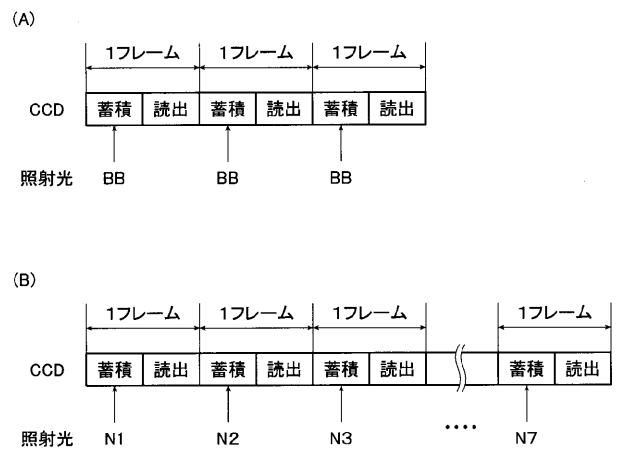 (A)
1フレーム 1フレーム 1フレーム
CCD 蓄積 読出 蓄積 読出 蓄積 読出
照射光 BB BB BB
(B)
1フレーム 1フレーム 1フレーム 1フレーム
CCD 蓄積 読出 蓄積 読出 蓄積 読出 蓄積 読出
照射光 N1 N2 N3 ‥‥ N7